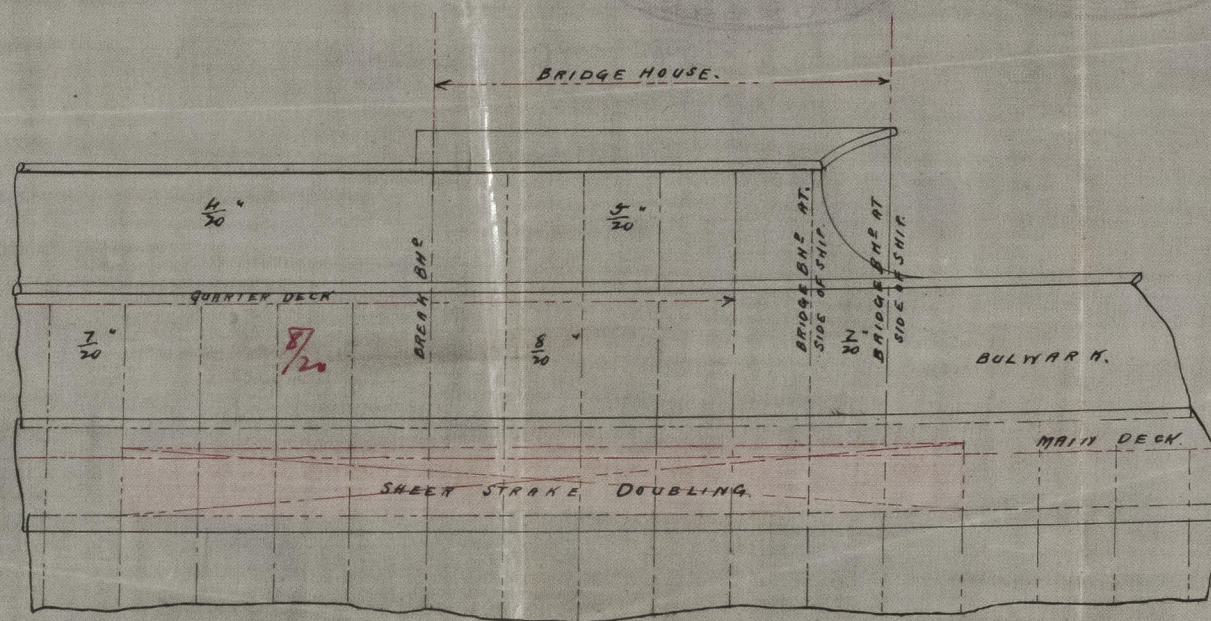 BRIDGE HOUSE.
4/20"
5/20"
BREAK BHD
BRIDGE BHD AT.
SIDE OF SHIP.
BRIDGE BHD AT
SIDE OF SHIP.
QUARTER DECK
7/20"
8/20
8/20"
7/20"
BULWARK.
MAIN DECK.
SHEER STRAKE DOUBLING.